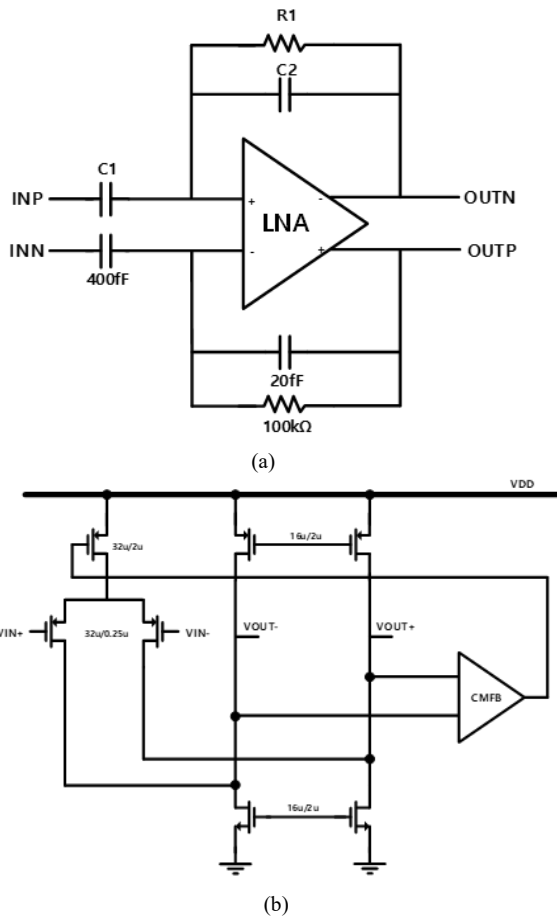 R1
C2
C1
INP
+
-
OUTN
LNA
INN
-
+
OUTP
400fF
20fF
100kΩ
(a)
VDD
32u/2u
16u/2u
VIN+
32u/0.25u
VIN-
VOUT-
VOUT+
CMFB
16u/2u
(b)